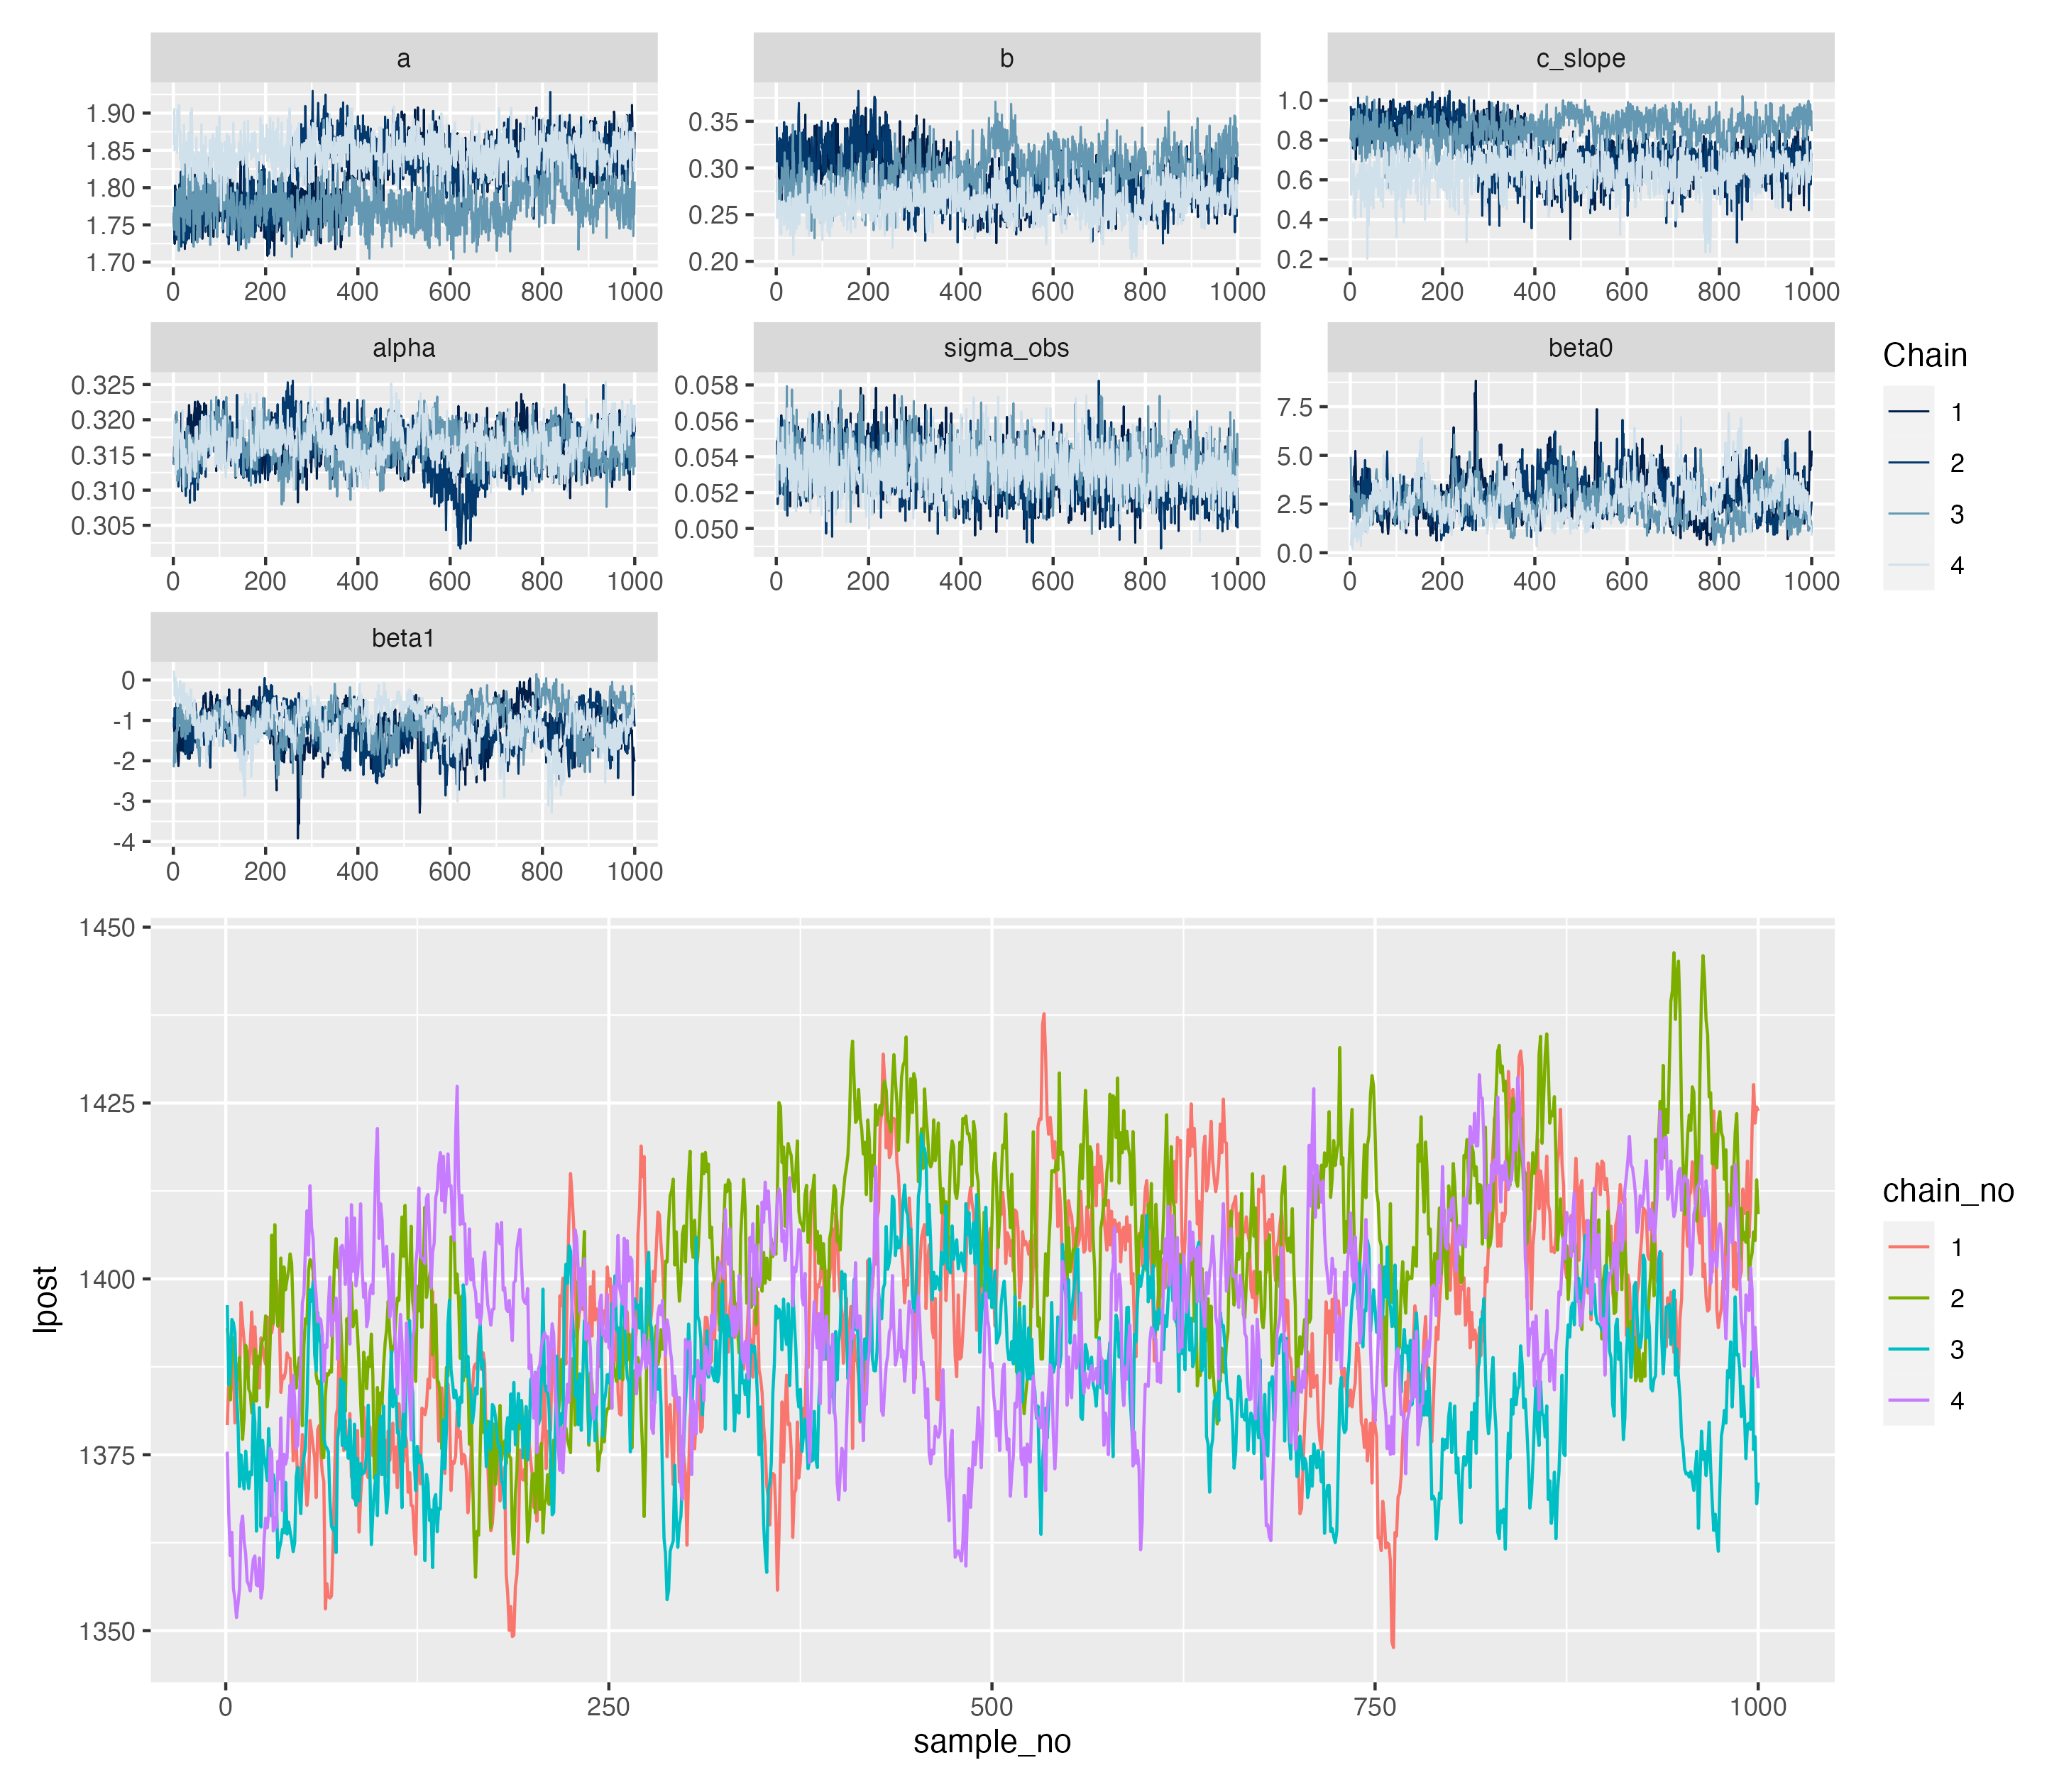 a
b
c_slope
1.90
1.85
1.80
1.75
1.70
0 200 400 600 800 1000
0.35
0.30
0.25
0.20
0 200 400 600 800 1000
1.0
0.8
0.6
0.4
0.2
0 200 400 600 800 1000
alpha
sigma_obs
beta0
0.325
0.320
0.315
0.310
0.305
0 200 400 600 800 1000
0.058
0.056
0.054
0.052
0.050
0 200 400 600 800 1000
7.5
5.0
2.5
0.0
0 200 400 600 800 1000
Chain
1
2
3
4
beta1
0
-1
-2
-3
-4
0 200 400 600 800 1000
lpost
1450
1425
1400
1375
1350
0 250 500 750 1000
sample_no
chain_no
1
2
3
4